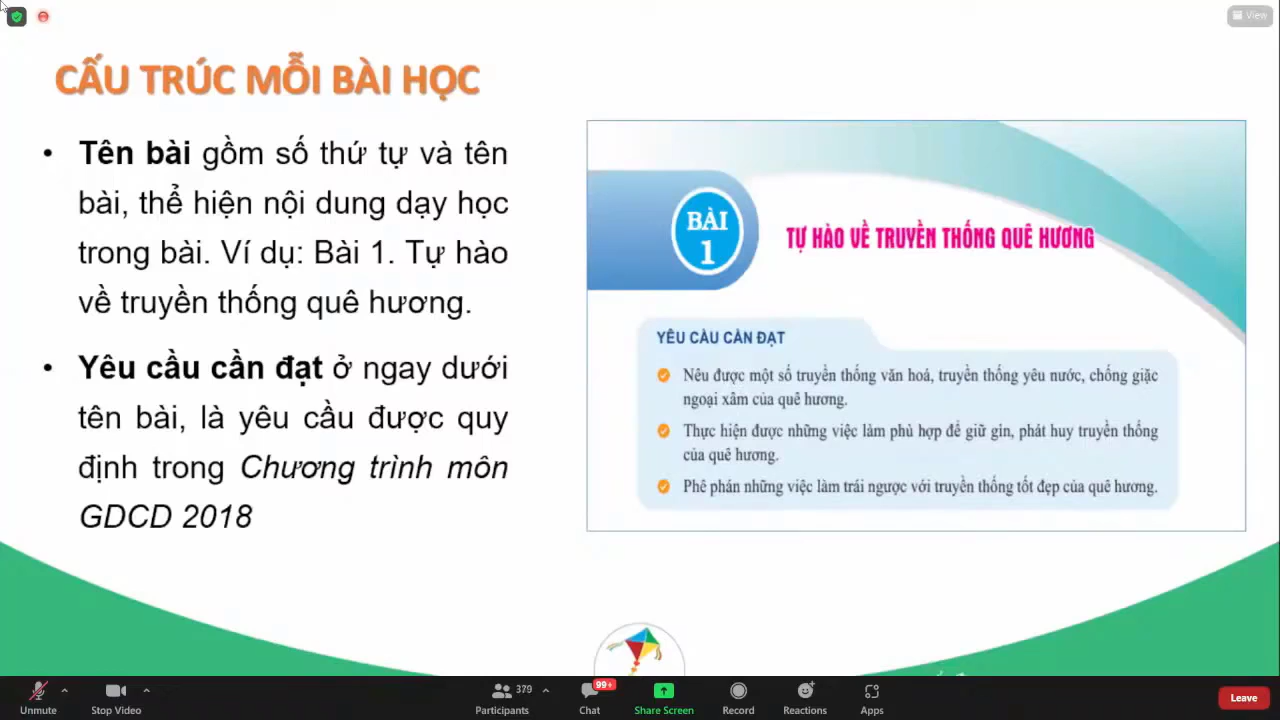 View
CẤU TRÚC MỖI BÀI HỌC
• Tên bài gồm số thứ tự và tên
bài, thể hiện nội dung dạy học
trong bài. Ví dụ: Bài 1. Tự hào
về truyền thống quê hương.
• Yêu cầu cần đạt ở ngay dưới
tên bài, là yêu cầu được quy
định trong Chương trình môn
GDCD 2018
BÀI
1
TỰ HÀO VỀ TRUYỀN THỐNG QUÊ HƯƠNG
YÊU CẦU CẦN ĐẠT
Nêu được một số truyền thống văn hoá, truyền thống yêu nước, chống giặc
ngoại xâm của quê hương.
Thực hiện được những việc làm phù hợp để giữ gìn, phát huy truyền thống
của quê hương.
Phê phán những việc làm trái ngược với truyền thống tốt đẹp của quê hương.
379
99+
Unmute
Stop Video
Participants
Chat
Share Screen
Record
Reactions
Apps
Leave